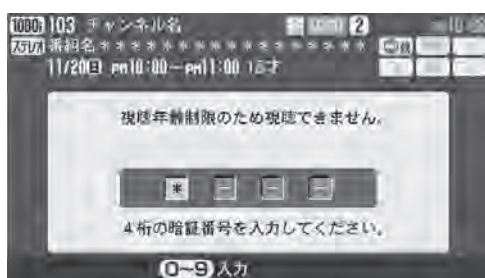 1080i 103 チャンネル名 2
ステレオ 番組名＊＊＊＊＊＊＊＊＊＊＊＊＊
11/20日 PM10:00－PM11:00
視聴年齢制限のため視聴できません。
＊ － － －
4桁の暗証番号を入力してください。
0～9 入力